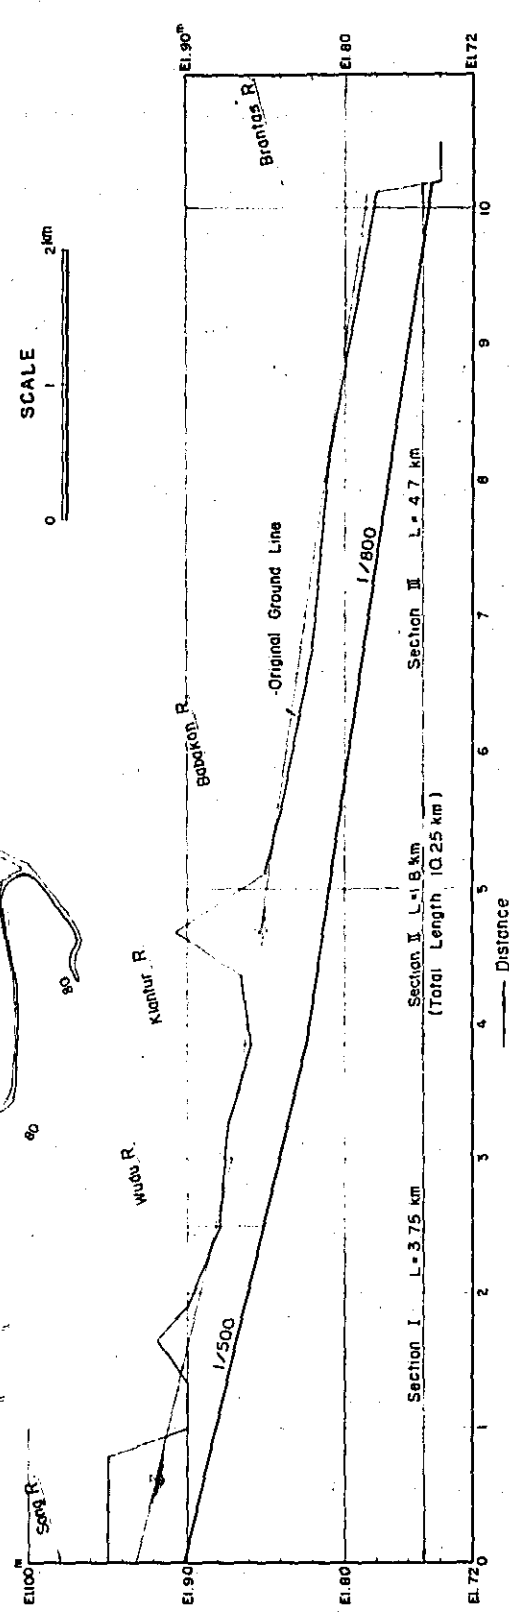 SCALE
0 1 2km
El.100 m
El.90
El.80
El.72
El.90m
El.80
El.72
Song R.
Wudu R.
Klantur R.
Babakan R.
Brantas R.
80
80
Original Ground Line
1/500
1/800
Section I L=3.75 km
Section II L=1.8 km
Section III L=4.7 km
(Total Length 10.25 km)
0 1 2 3 4 5 6 7 8 9 10
Distance